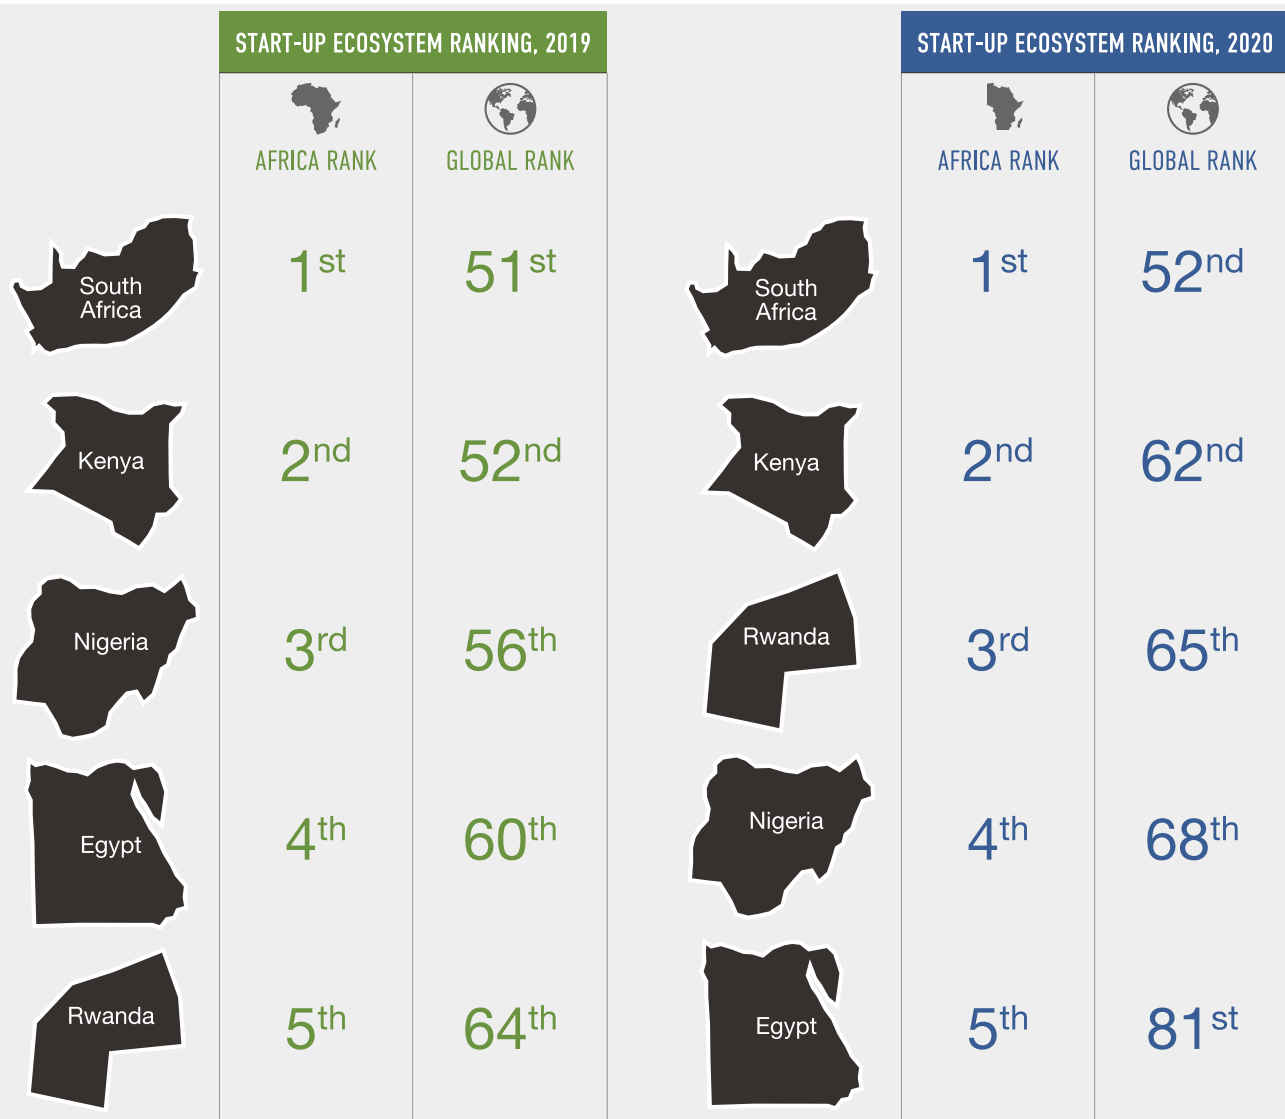 START-UP ECOSYSTEM RANKING, 2019
START-UP ECOSYSTEM RANKING, 2020
AFRICA RANK GLOBAL RANK AFRICA RANK GLOBAL RANK
South
Africa
1st 51st
South
Africa
1st 52nd
Kenya 2nd 52nd Kenya 2nd 62nd
Nigeria 3rd 56th Rwanda 3rd 65th
Egypt 4th 60th Nigeria 4th 68th
Rwanda 5th 64th Egypt 5th 81st